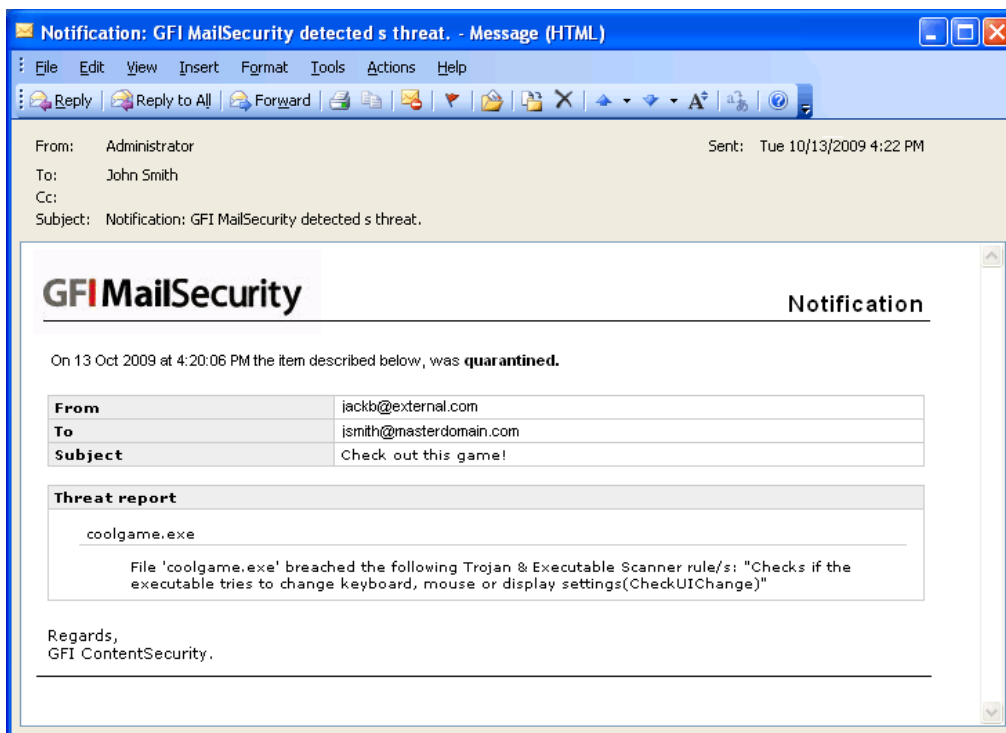 Notification: GFI MailSecurity detected s threat. - Message (HTML)
File Edit View Insert Format Tools Actions Help
Reply Reply to All Forward
From: Administrator Sent: Tue 10/13/2009 4:22 PM
To: John Smith
Cc:
Subject: Notification: GFI MailSecurity detected s threat.
GFI MailSecurity
Notification
On 13 Oct 2009 at 4:20:06 PM the item described below, was quarantined.
From jackb@external.com
To jsmith@masterdomain.com
Subject Check out this game!
Threat report
coolgame.exe
File 'coolgame.exe' breached the following Trojan & Executable Scanner rule/s: "Checks if the
executable tries to change keyboard, mouse or display settings(CheckUIChange)"
Regards,
GFI ContentSecurity.